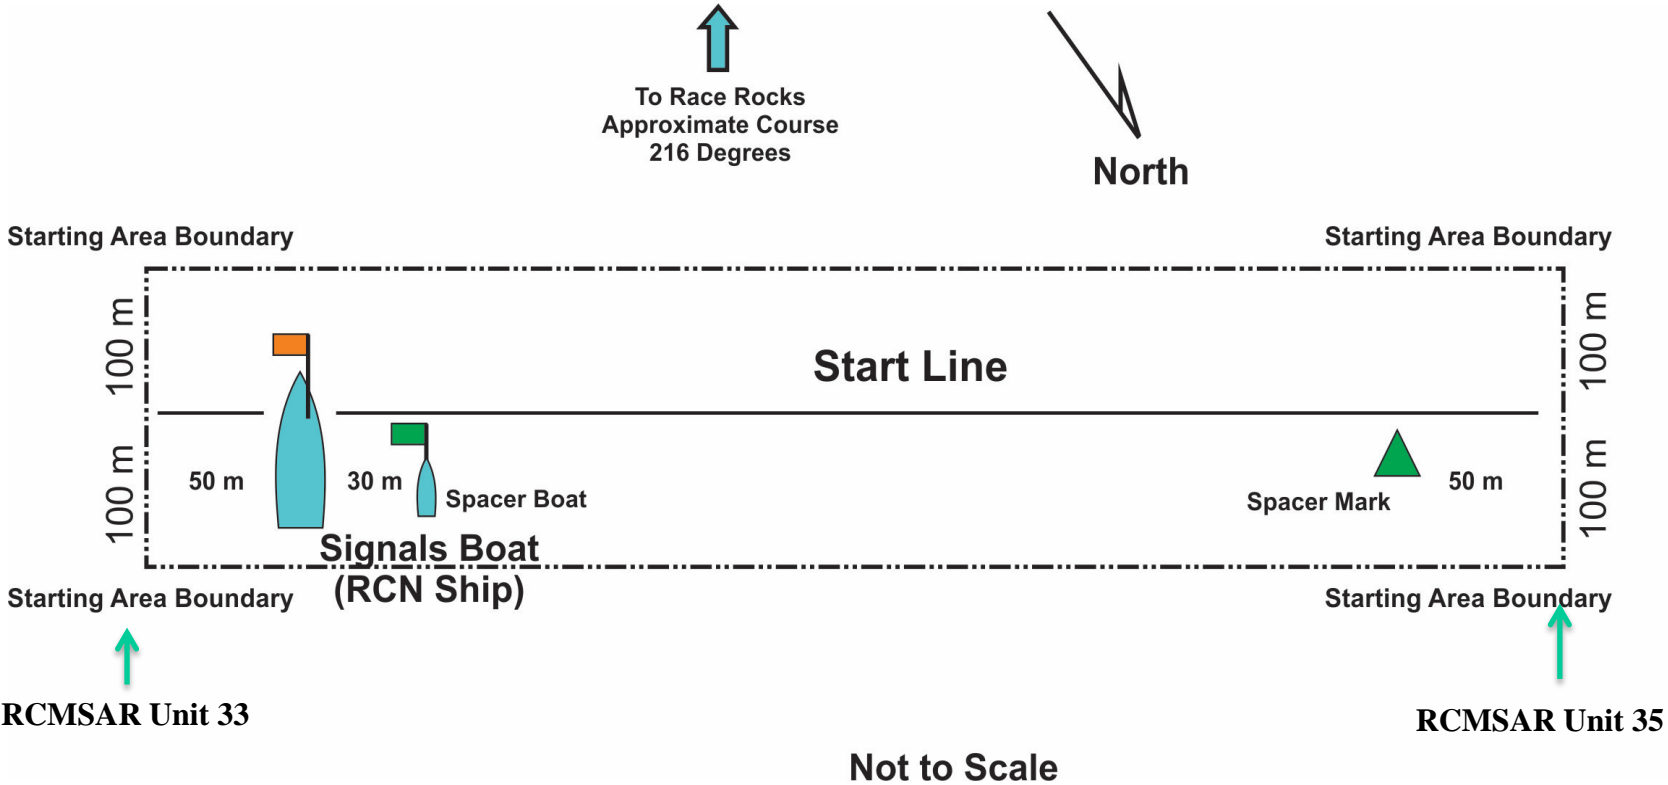 To Race Rocks
Approximate Course
216 Degrees
North
Starting Area Boundary
Starting Area Boundary
100 m
100 m
Start Line
100 m
100 m
50 m
30 m
Spacer Boat
Spacer Mark
50 m
Signals Boat
(RCN Ship)
Starting Area Boundary
Starting Area Boundary
RCMSAR Unit 33
RCMSAR Unit 35
Not to Scale